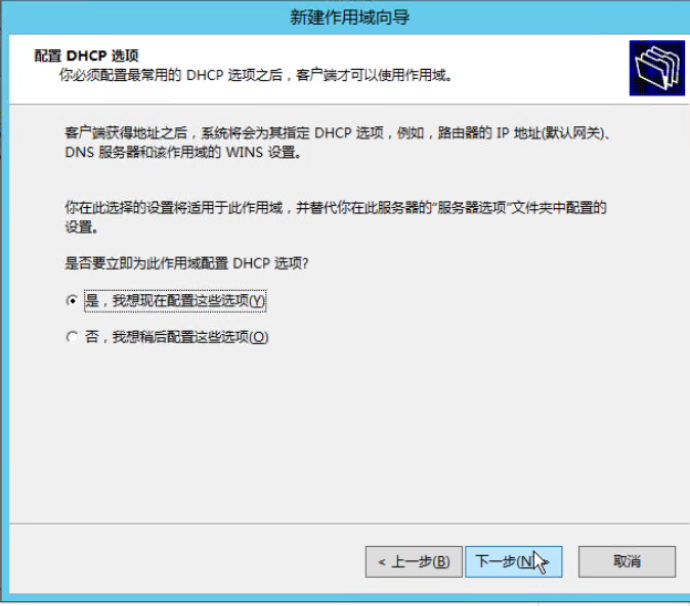 新建作用域向导
配置 DHCP 选项
你必须配置最常用的 DHCP 选项之后，客户端才可以使用作用域。
客户端获得地址之后，系统将会为其指定 DHCP 选项，例如，路由器的 IP 地址(默认网关)、
DNS 服务器和该作用域的 WINS 设置。
你在此选择的设置将适用于此作用域，并替代你在此服务器的"服务器选项"文件夹中配置的
设置。
是否要立即为此作用域配置 DHCP 选项?
是，我想现在配置这些选项(Y)
否，我想稍后配置这些选项(O)
< 上一步(B) 下一步(N) > 取消